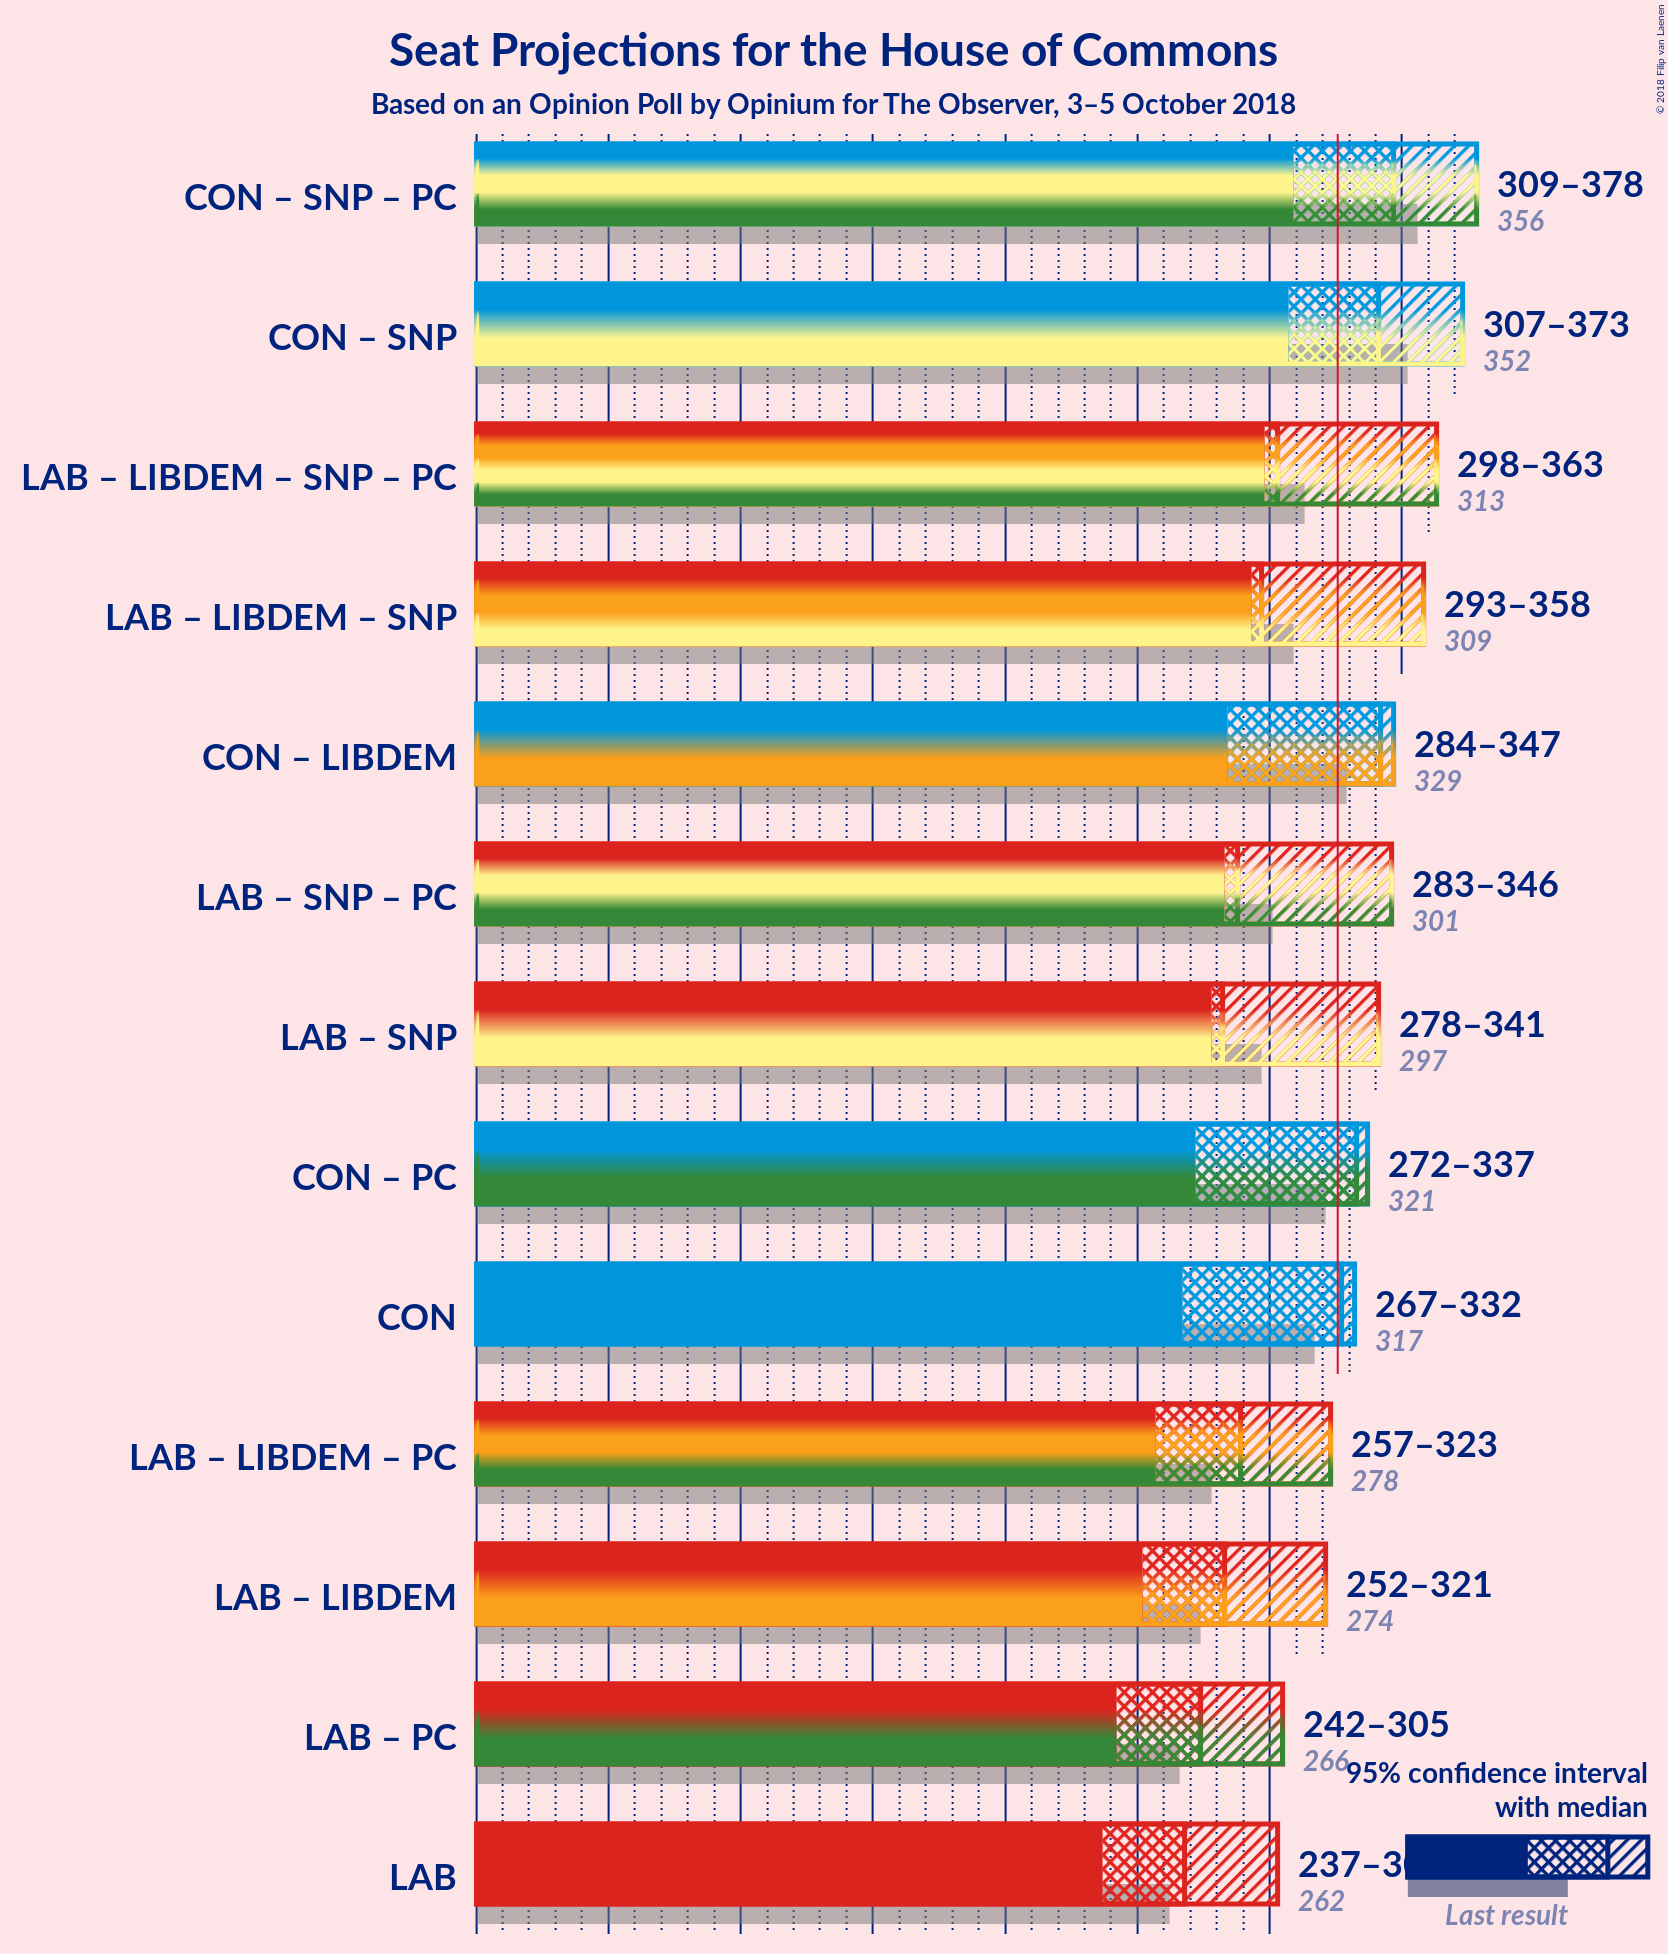 Seat Projections for the House of Commons
Based on an Opinion Poll by Opinium for The Observer, 3–5 October 2018
© 2018 Filip van Laenen
CON – SNP – PC
309–378
356
CON – SNP
307–373
352
LAB – LIBDEM – SNP – PC
298–363
313
LAB – LIBDEM – SNP
293–358
309
CON – LIBDEM
284–347
329
LAB – SNP – PC
283–346
301
LAB – SNP
278–341
297
CON – PC
272–337
321
CON
267–332
317
LAB – LIBDEM – PC
257–323
278
LAB – LIBDEM
252–321
274
LAB – PC
242–305
266
95% confidence interval
with median
LAB
237–3
262
Last result